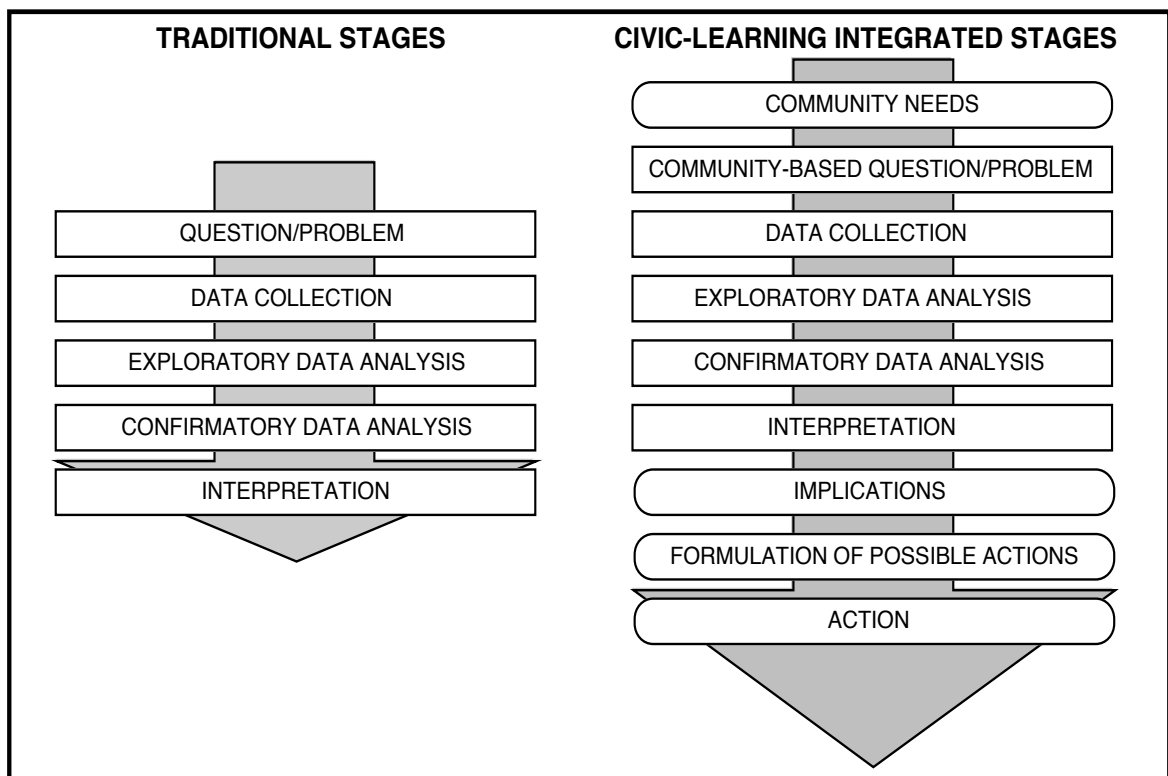 TRADITIONAL STAGES
QUESTION/PROBLEM
DATA COLLECTION
EXPLORATORY DATA ANALYSIS
CONFIRMATORY DATA ANALYSIS
INTERPRETATION
CIVIC-LEARNING INTEGRATED STAGES
COMMUNITY NEEDS
COMMUNITY-BASED QUESTION/PROBLEM
DATA COLLECTION
EXPLORATORY DATA ANALYSIS
CONFIRMATORY DATA ANALYSIS
INTERPRETATION
IMPLICATIONS
FORMULATION OF POSSIBLE ACTIONS
ACTION